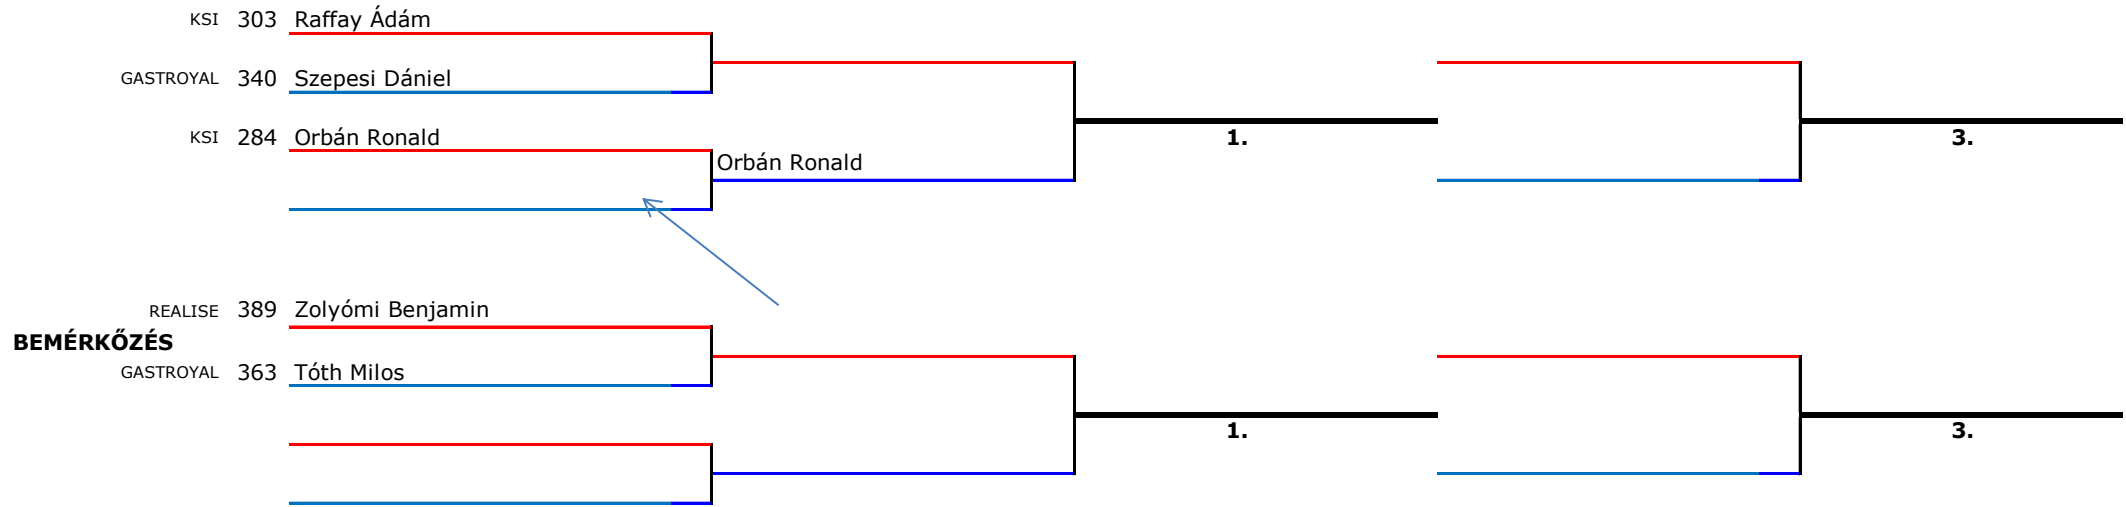 KSI 303 Raffay Ádám
GASTROYAL 340 Szepesi Dániel
KSI 284 Orbán Ronald
1.
3.
Orbán Ronald
REALISE 389 Zolyómi Benjamin
BEMÉRKŐZÉS
GASTROYAL 363 Tóth Milos
1.
3.